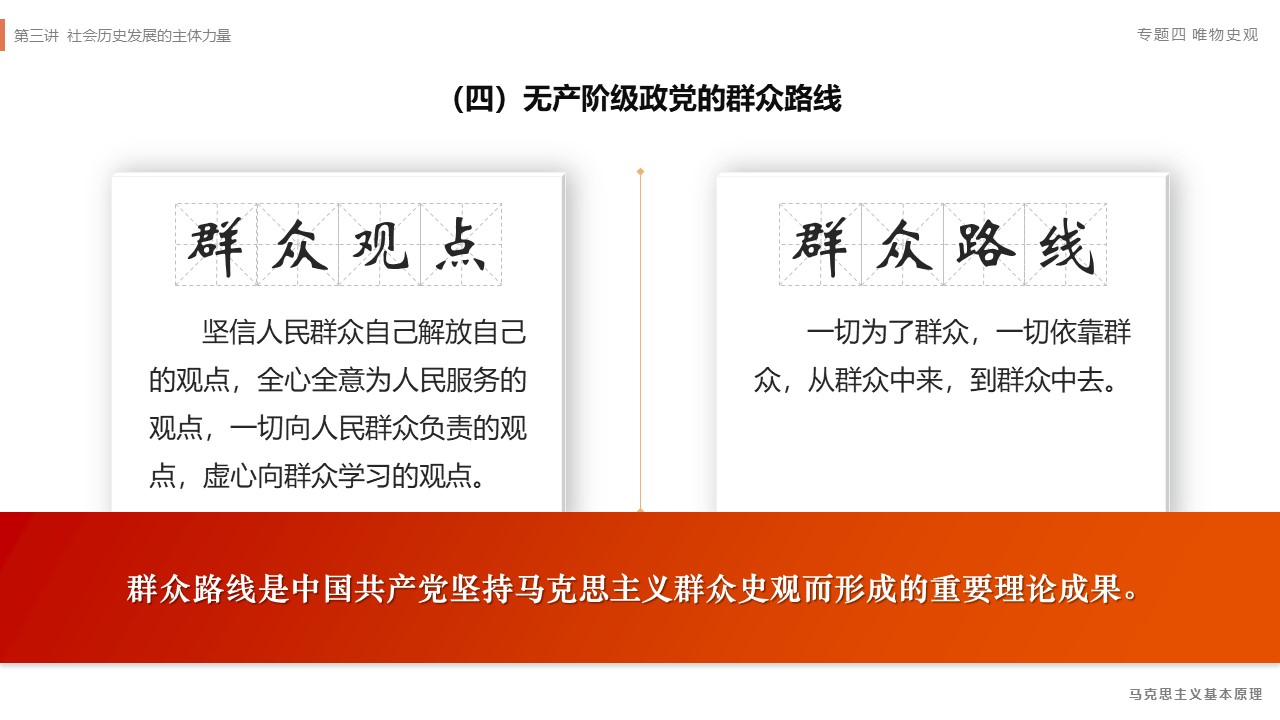 第三讲 社会历史发展的主体力量
专题四 唯物史观
（四）无产阶级政党的群众路线
群众观点
坚信人民群众自己解放自己
的观点，全心全意为人民服务的
观点，一切向人民群众负责的观
点，虚心向群众学习的观点。
群众路线
一切为了群众，一切依靠群
众，从群众中来，到群众中去。
群众路线是中国共产党坚持马克思主义群众史观而形成的重要理论成果。
马克思主义基本原理